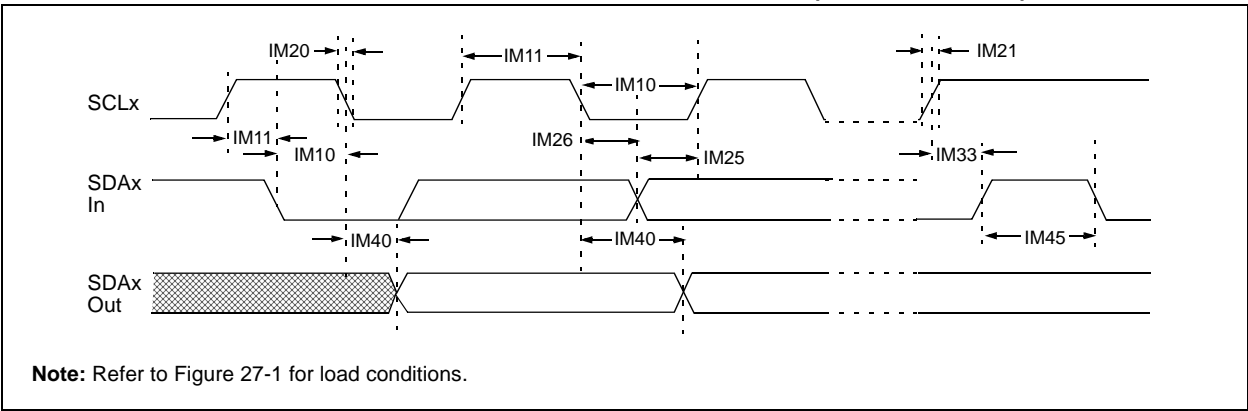 IM20
IM11
IM21
SCLx
IM10
IM11
IM26
IM10
IM25
IM33
SDAx
In
IM40
IM40
IM45
SDAx
Out
Note: Refer to Figure 27-1 for load conditions.